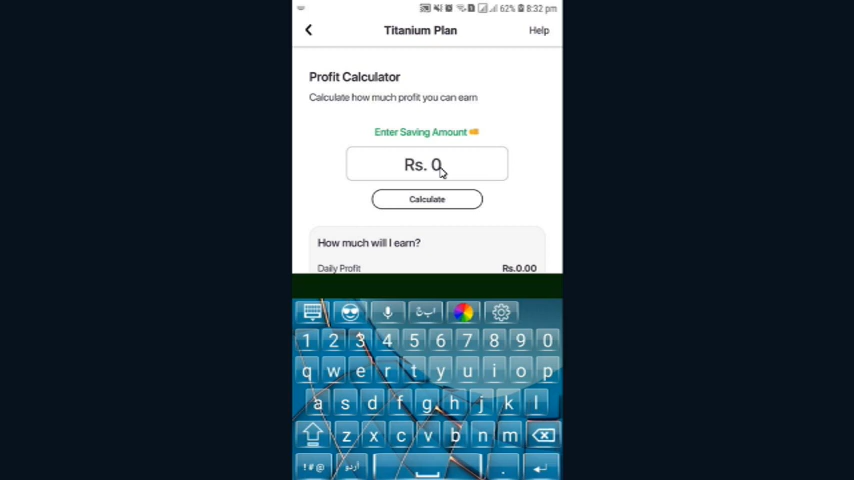 62% 8:32 pm
Titanium Plan
Help
Profit Calculator
Calculate how much profit you can earn
Enter Saving Amount
Rs. 0
Calculate
How much will I earn?
Daily Profit Rs.0.00
1 2 3 4 5 6 7 8 9 0
q w e r t y u i o p
a s d f g h j k l
z x c v b n m
!#@ اردو .